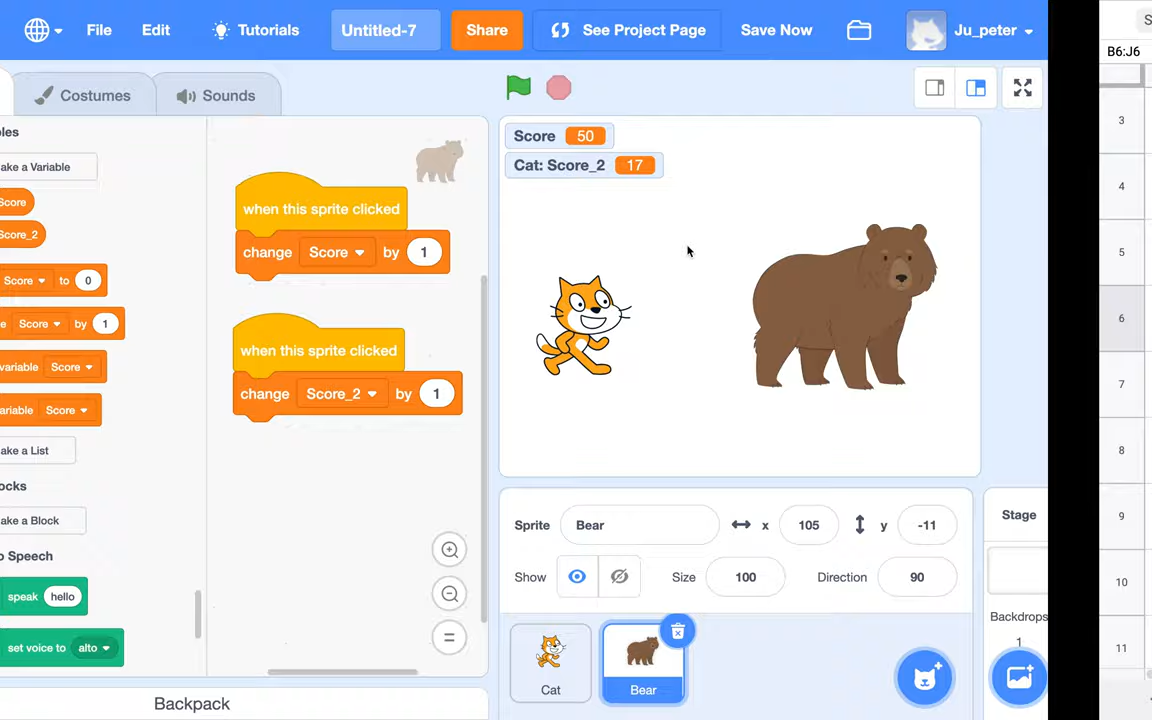 File Edit Tutorials Untitled-7 Share See Project Page Save Now Ju_peter
Costumes Sounds
bles
ake a Variable
Score
Score_2
Score to 0
e Score by 1
variable Score
ariable Score
ake a List
ocks
ake a Block
o Speech
speak hello
set voice to alto
when this sprite clicked
change Score by 1
when this sprite clicked
change Score_2 by 1
Backpack
Score 50
Cat: Score_2 17
Sprite Bear x 105 y -11
Show Size 100 Direction 90
Cat
Bear
Stage
Backdrops
1
S
B6:J6
3
4
5
6
7
8
9
10
11